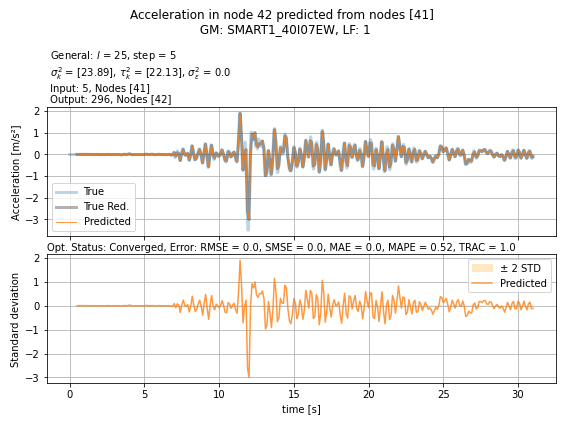 Acceleration in node 42 predicted from nodes [41]
GM: SMART1_40I07EW, LF: 1
General: l = 25, step = 5
σ²ₖ = [23.89], τ²ₖ = [22.13], σ²_ε = 0.0
Input: 5, Nodes [41]
Output: 296, Nodes [42]
Acceleration [m/s²]
2
1
0
−1
−2
−3
True
True Red.
Predicted
Opt. Status: Converged, Error: RMSE = 0.0, SMSE = 0.0, MAE = 0.0, MAPE = 0.52, TRAC = 1.0
Standard deviation
2
1
0
−1
−2
−3
± 2 STD
Predicted
0 5 10 15 20 25 30
time [s]